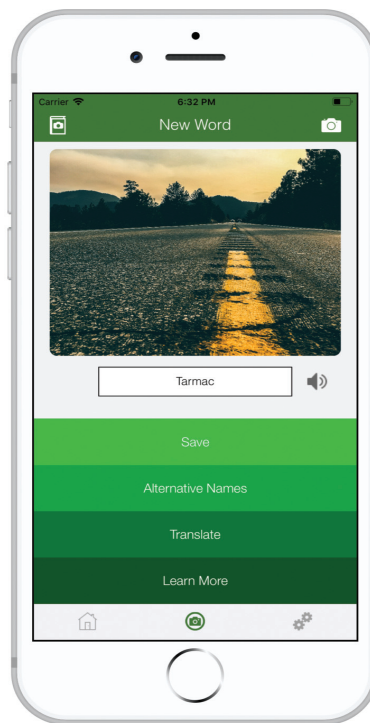 Carrier 6:32 PM
New Word
Tarmac
Save
Alternative Names
Translate
Learn More